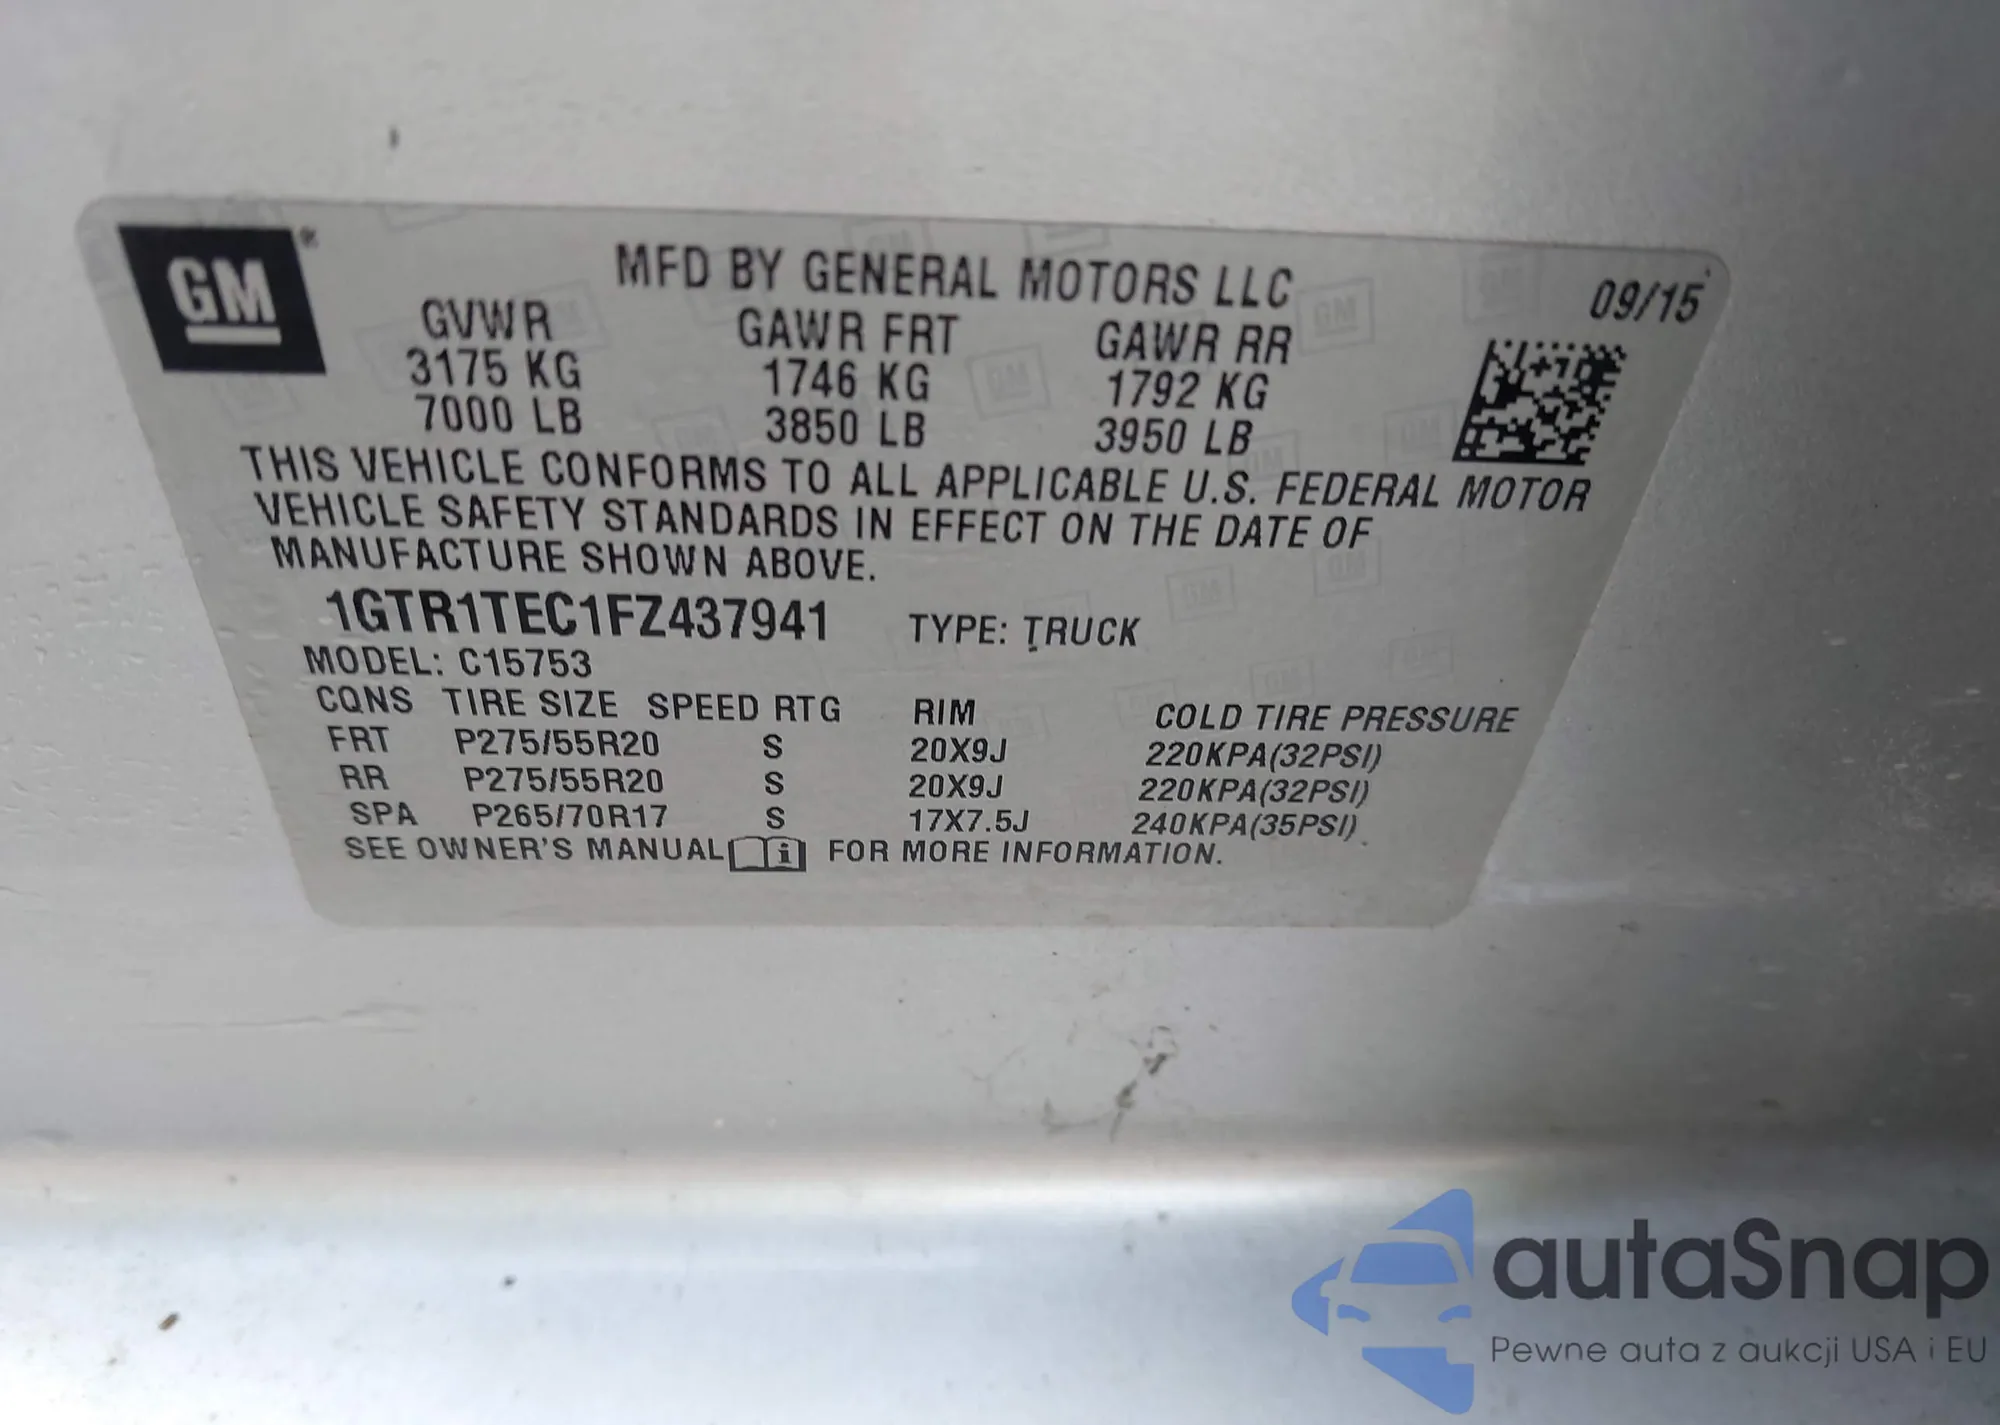 GM®
MFD BY GENERAL MOTORS LLC
09/15
GVWR GAWR FRT GAWR RR
3175 KG 1746 KG 1792 KG
7000 LB 3850 LB 3950 LB
THIS VEHICLE CONFORMS TO ALL APPLICABLE U.S. FEDERAL MOTOR
VEHICLE SAFETY STANDARDS IN EFFECT ON THE DATE OF
MANUFACTURE SHOWN ABOVE.
1GTR1TEC1FZ437941 TYPE: TRUCK
MODEL: C15753
CQNS TIRE SIZE SPEED RTG RIM COLD TIRE PRESSURE
FRT P275/55R20 S 20X9J 220KPA(32PSI)
RR P275/55R20 S 20X9J 220KPA(32PSI)
SPA P265/70R17 S 17X7.5J 240KPA(35PSI)
SEE OWNER'S MANUAL i FOR MORE INFORMATION.
autaSnap
Pewne auta z aukcji USA i EU